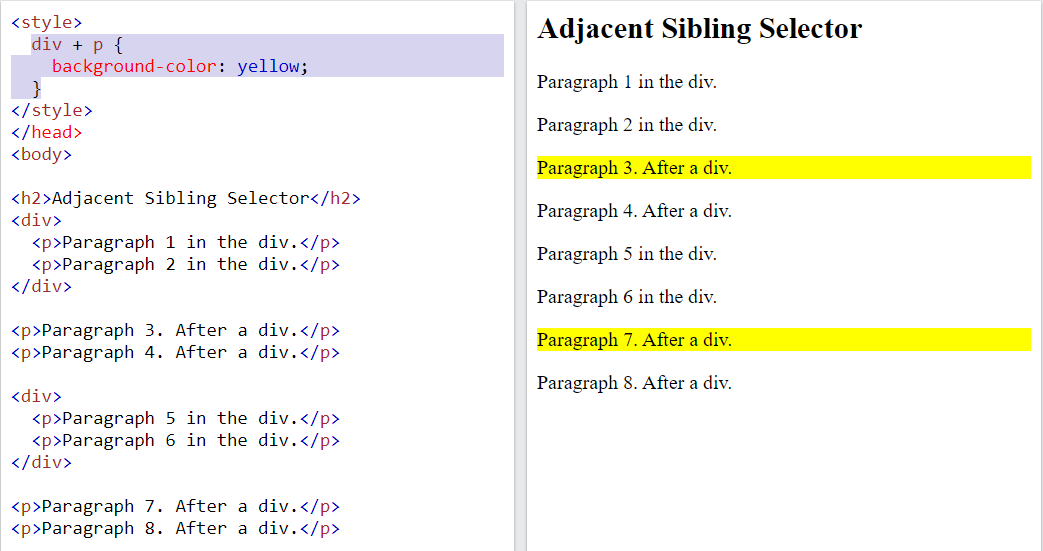 <style>
div + p {
background-color: yellow;
}
</style>
</head>
<body>
<h2>Adjacent Sibling Selector</h2>
<div>
<p>Paragraph 1 in the div.</p>
<p>Paragraph 2 in the div.</p>
</div>
<p>Paragraph 3. After a div.</p>
<p>Paragraph 4. After a div.</p>
<div>
<p>Paragraph 5 in the div.</p>
<p>Paragraph 6 in the div.</p>
</div>
<p>Paragraph 7. After a div.</p>
<p>Paragraph 8. After a div.</p>
Adjacent Sibling Selector
Paragraph 1 in the div.
Paragraph 2 in the div.
Paragraph 3. After a div.
Paragraph 4. After a div.
Paragraph 5 in the div.
Paragraph 6 in the div.
Paragraph 7. After a div.
Paragraph 8. After a div.